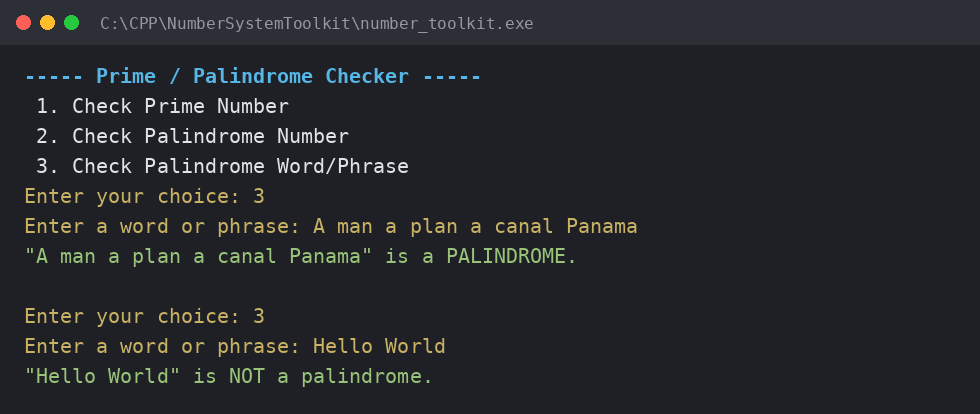 C:\CPP\NumberSystemToolkit\number_toolkit.exe
----- Prime / Palindrome Checker -----
1. Check Prime Number
2. Check Palindrome Number
3. Check Palindrome Word/Phrase
Enter your choice: 3
Enter a word or phrase: A man a plan a canal Panama
"A man a plan a canal Panama" is a PALINDROME.
Enter your choice: 3
Enter a word or phrase: Hello World
"Hello World" is NOT a palindrome.